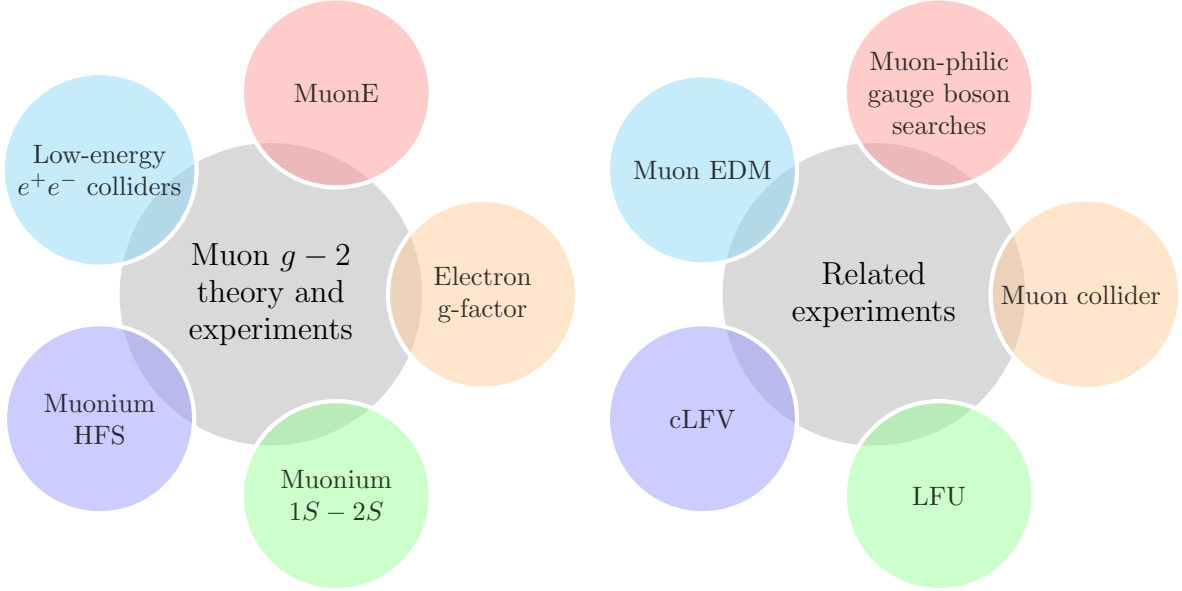 Muon g − 2
theory and
experiments
MuonE
Low-energy
e⁺e⁻ colliders
Electron
g-factor
Muonium
HFS
Muonium
1S − 2S
Related
experiments
Muon-philic
gauge boson
searches
Muon EDM
Muon collider
cLFV
LFU